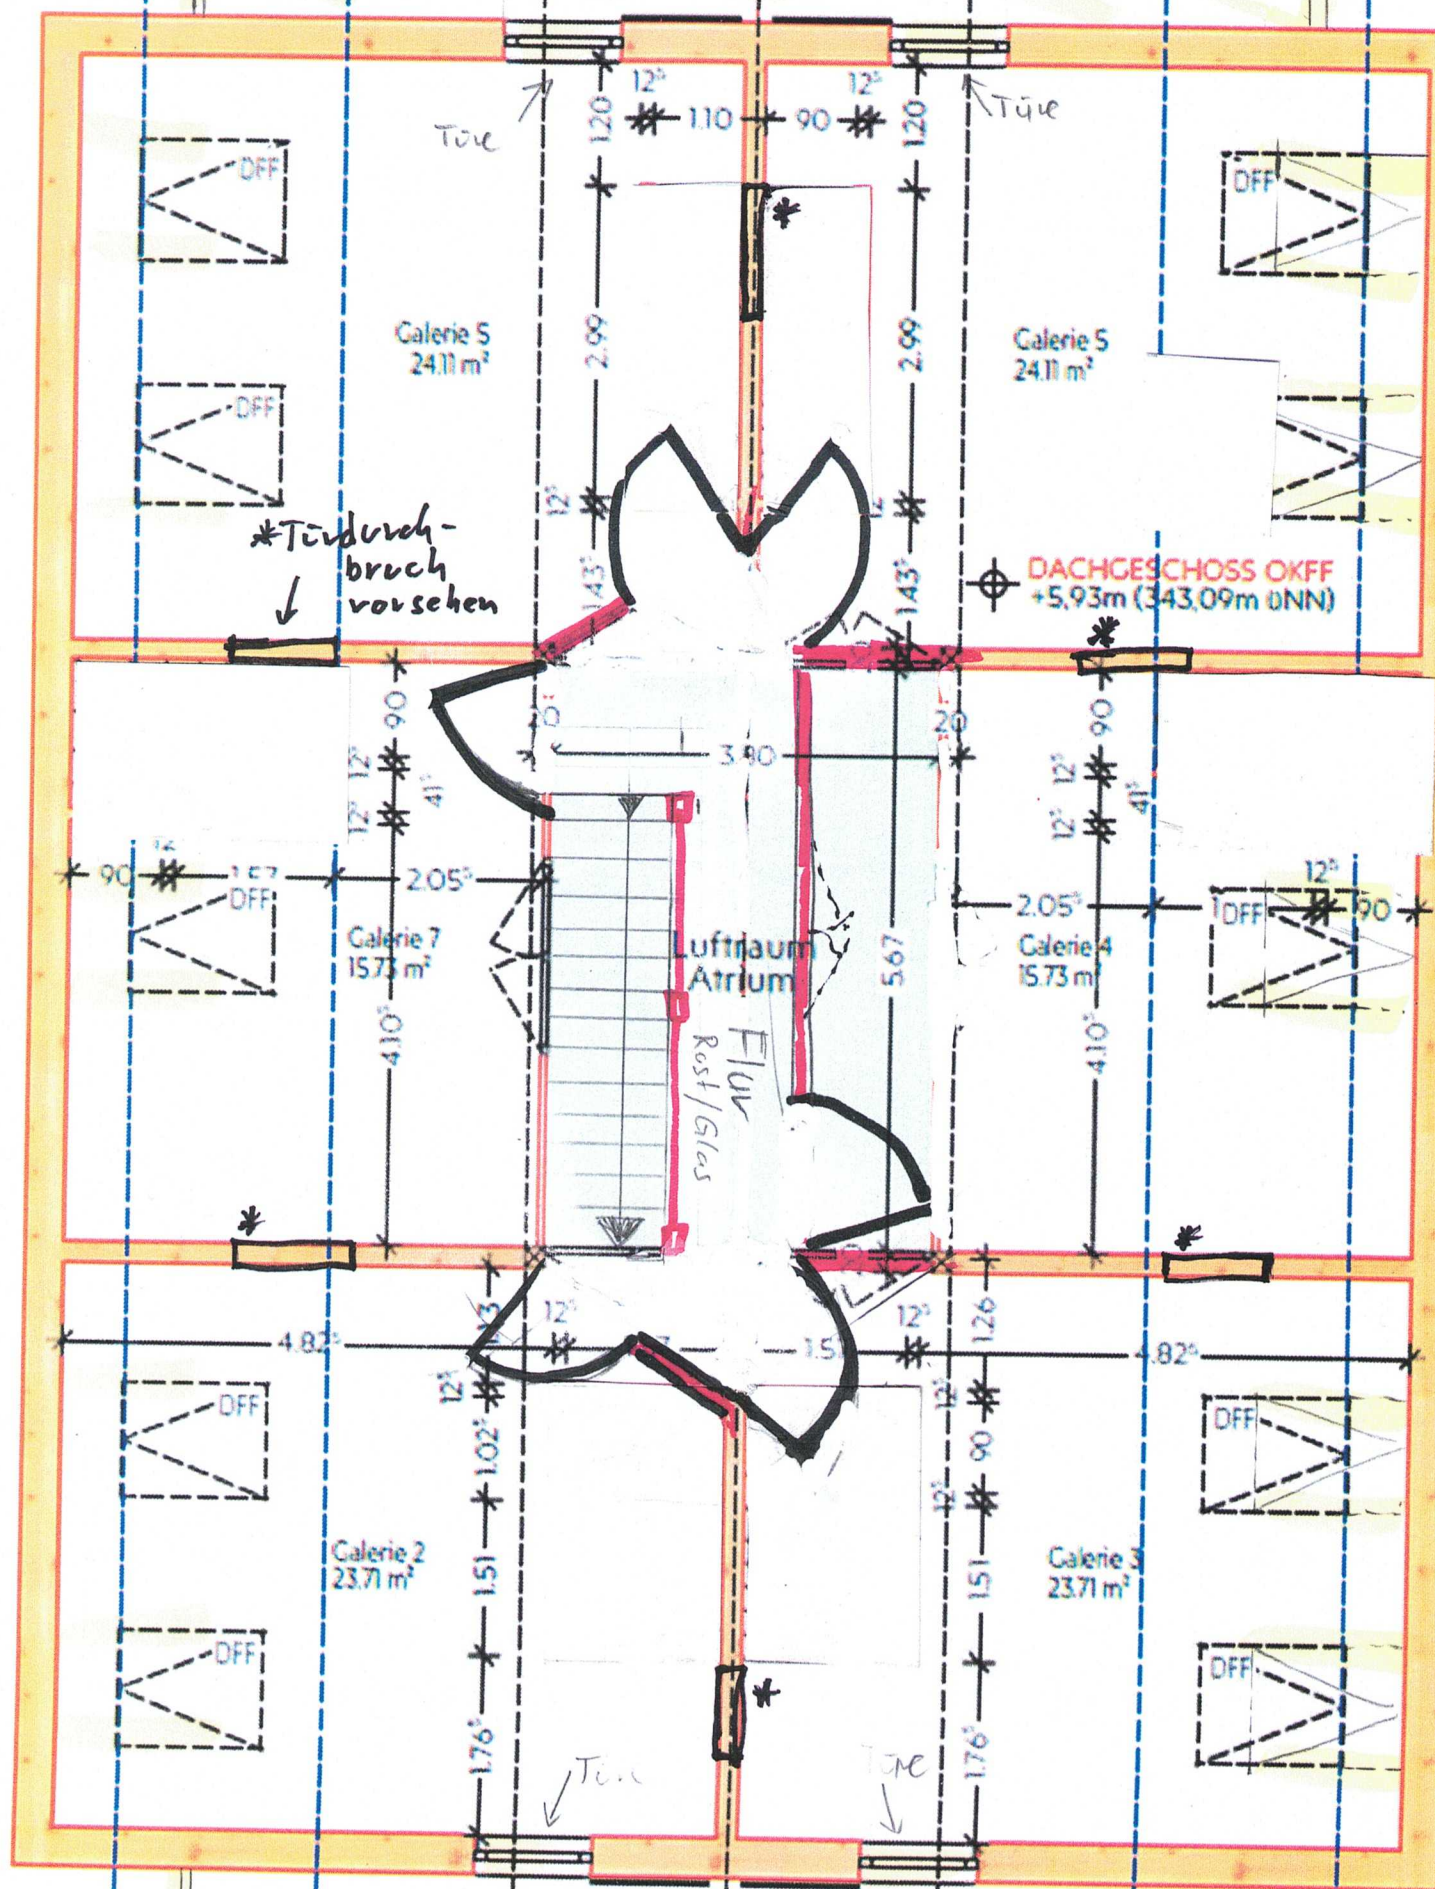 12⁵
12⁵
1.20
1.10
90
1.20
Türe
Türe
DFF
DFF
*
Galerie 5
24.11 m²
2.99
2.99
Galerie 5
24.11 m²
DFF
*Türdurch-
bruch
vorsehen
12⁵
1.43⁵
1.43⁵
DACHGESCHOSS OKFF
+5,93m (343,09m üNN)
*
90
20
20
90
3.80
12⁵
41⁵
12⁵
12⁵
41⁵
12⁵
90
2.05⁵
2.05⁵
12⁵
90
DFF
DFF
Galerie 7
15.73 m²
Luftraum
Atrium
5.67
Galerie 4
15.73 m²
4.10⁵
4.10⁵
Flur
Rost/Glas
*
*
12⁵
12⁵
1.26
4.82⁵
4.82⁵
12⁵
12⁵
DFF
1.02⁵
90
DFF
12⁵
Galerie 2
23.71 m²
1.51
1.51
Galerie 3
23.71 m²
DFF
DFF
*
1.76⁵
1.76⁵
Türe